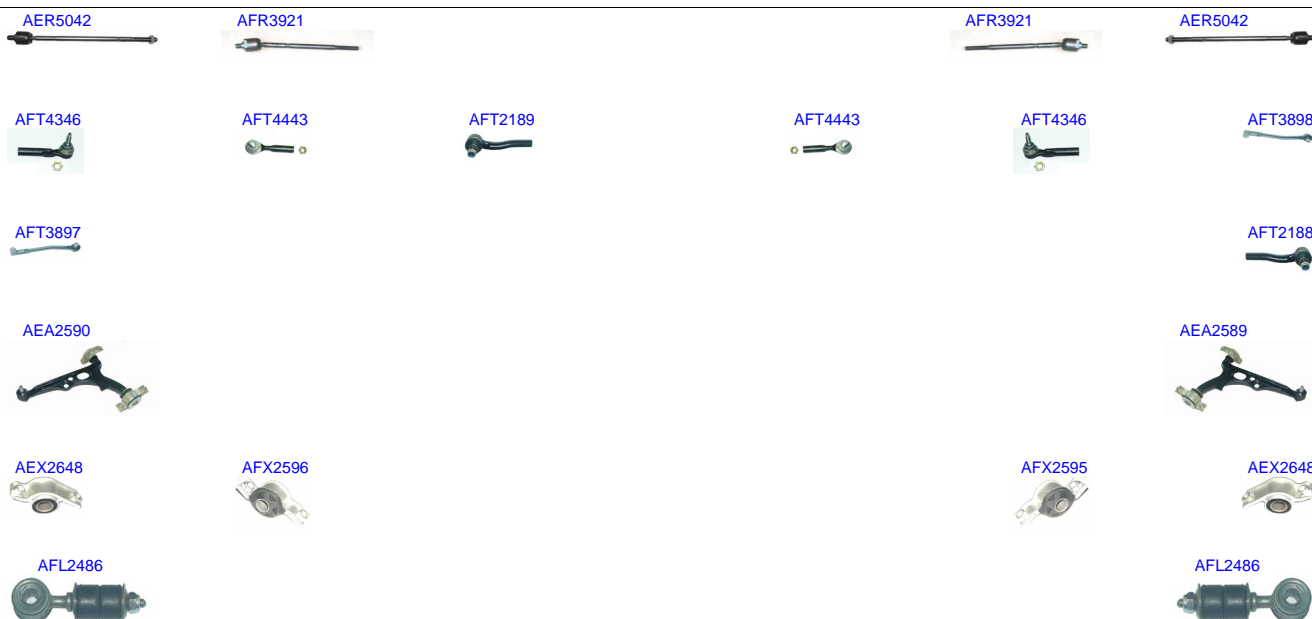 AER5042 AFR3921 AFR3921 AER5042
AFT4346 AFT4443 AFT2189 AFT4443 AFT4346 AFT3898
AFT3897 AFT2188
AEA2590 AEA2589
AEX2648 AFX2596 AFX2595 AEX2648
AFL2486 AFL2486